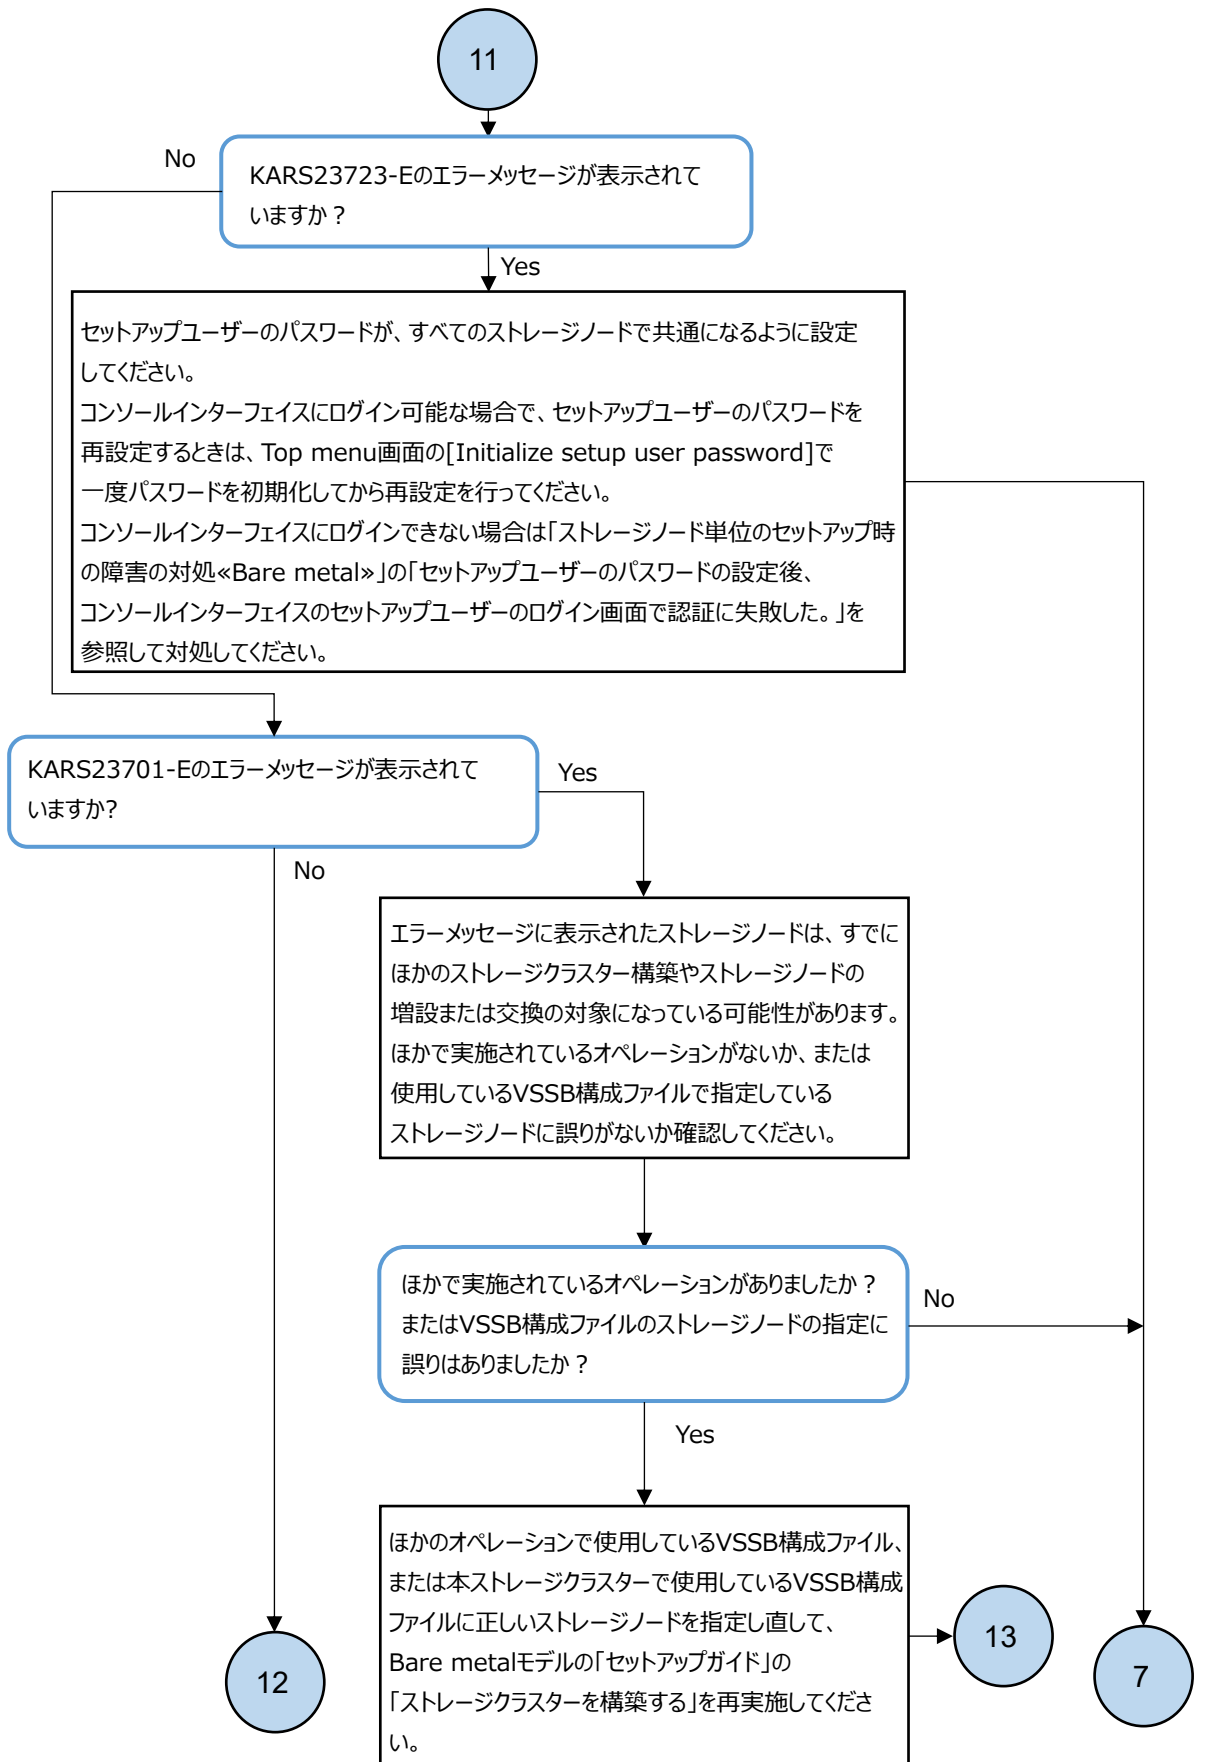 11
No
KARS23723-Eのエラーメッセージが表示されて
いますか？
Yes
セットアップユーザーのパスワードが、すべてのストレージノードで共通になるように設定
してください。
コンソールインターフェイスにログイン可能な場合で、セットアップユーザーのパスワードを
再設定するときは、Top menu画面の[Initialize setup user password]で
一度パスワードを初期化してから再設定を行ってください。
コンソールインターフェイスにログインできない場合は「ストレージノード単位のセットアップ時
の障害の対処«Bare metal»」の「セットアップユーザーのパスワードの設定後、
コンソールインターフェイスのセットアップユーザーのログイン画面で認証に失敗した。」を
参照して対処してください。
KARS23701-Eのエラーメッセージが表示されて
いますか?
Yes
No
エラーメッセージに表示されたストレージノードは、すでに
ほかのストレージクラスター構築やストレージノードの
増設または交換の対象になっている可能性があります。
ほかで実施されているオペレーションがないか、または
使用しているVSSB構成ファイルで指定している
ストレージノードに誤りがないか確認してください。
ほかで実施されているオペレーションがありましたか？
またはVSSB構成ファイルのストレージノードの指定に
誤りはありましたか？
No
Yes
ほかのオペレーションで使用しているVSSB構成ファイル、
または本ストレージクラスターで使用しているVSSB構成
ファイルに正しいストレージノードを指定し直して、
Bare metalモデルの「セットアップガイド」の
「ストレージクラスターを構築する」を再実施してくださ
い。
13
12
7